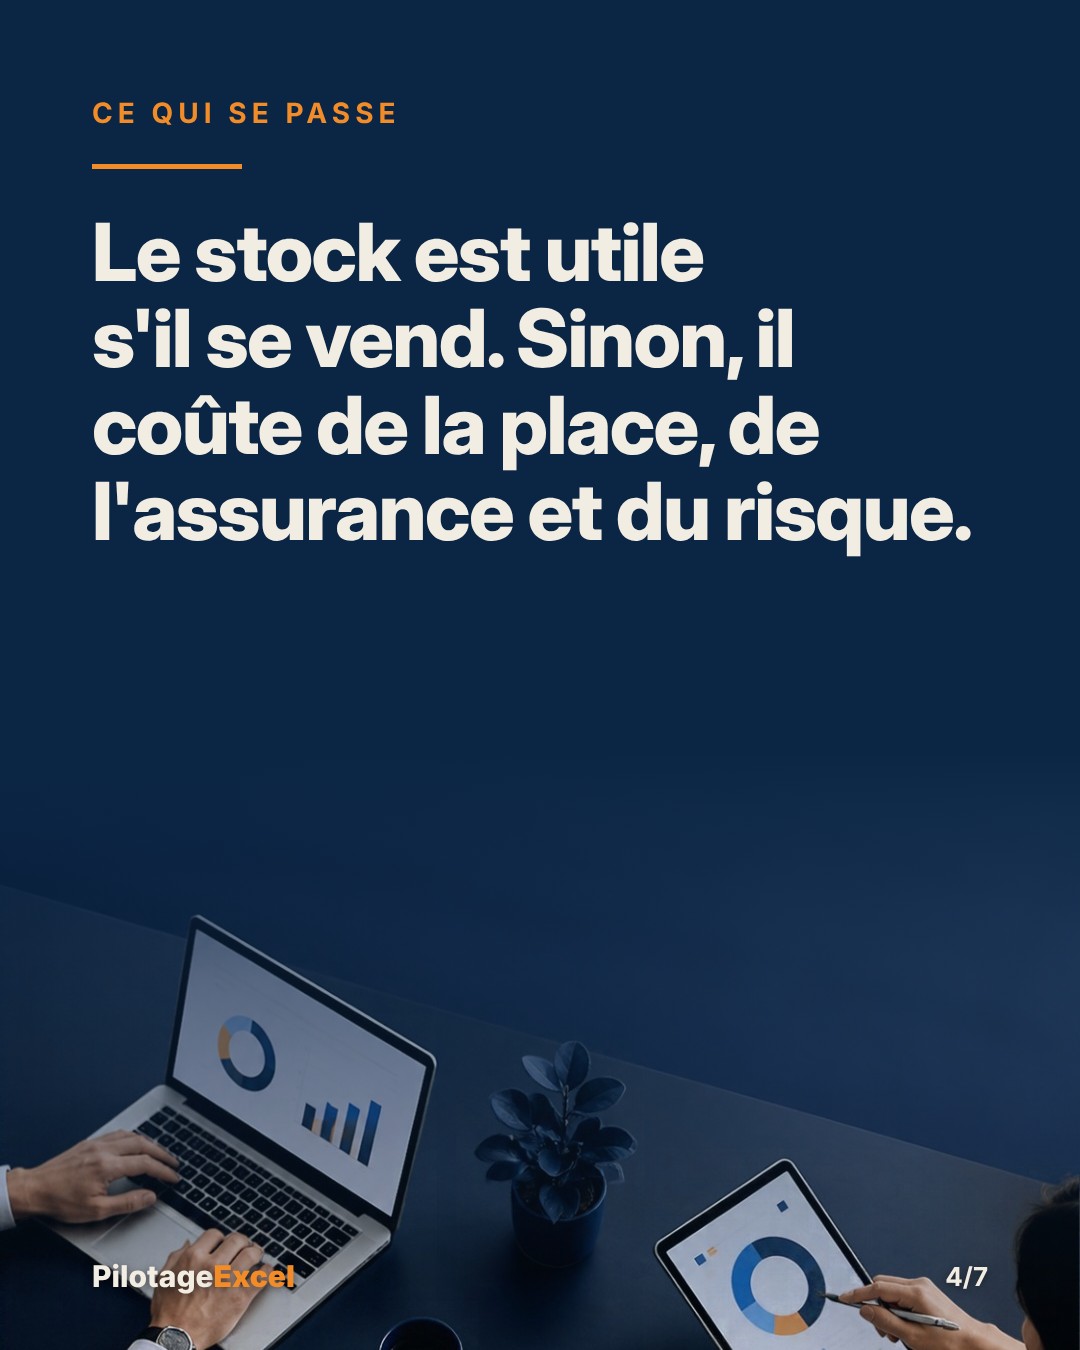 CE QUI SE PASSE
Le stock est utile
s'il se vend. Sinon, il
coûte de la place, de
l'assurance et du risque.
PilotageExcel
4/7